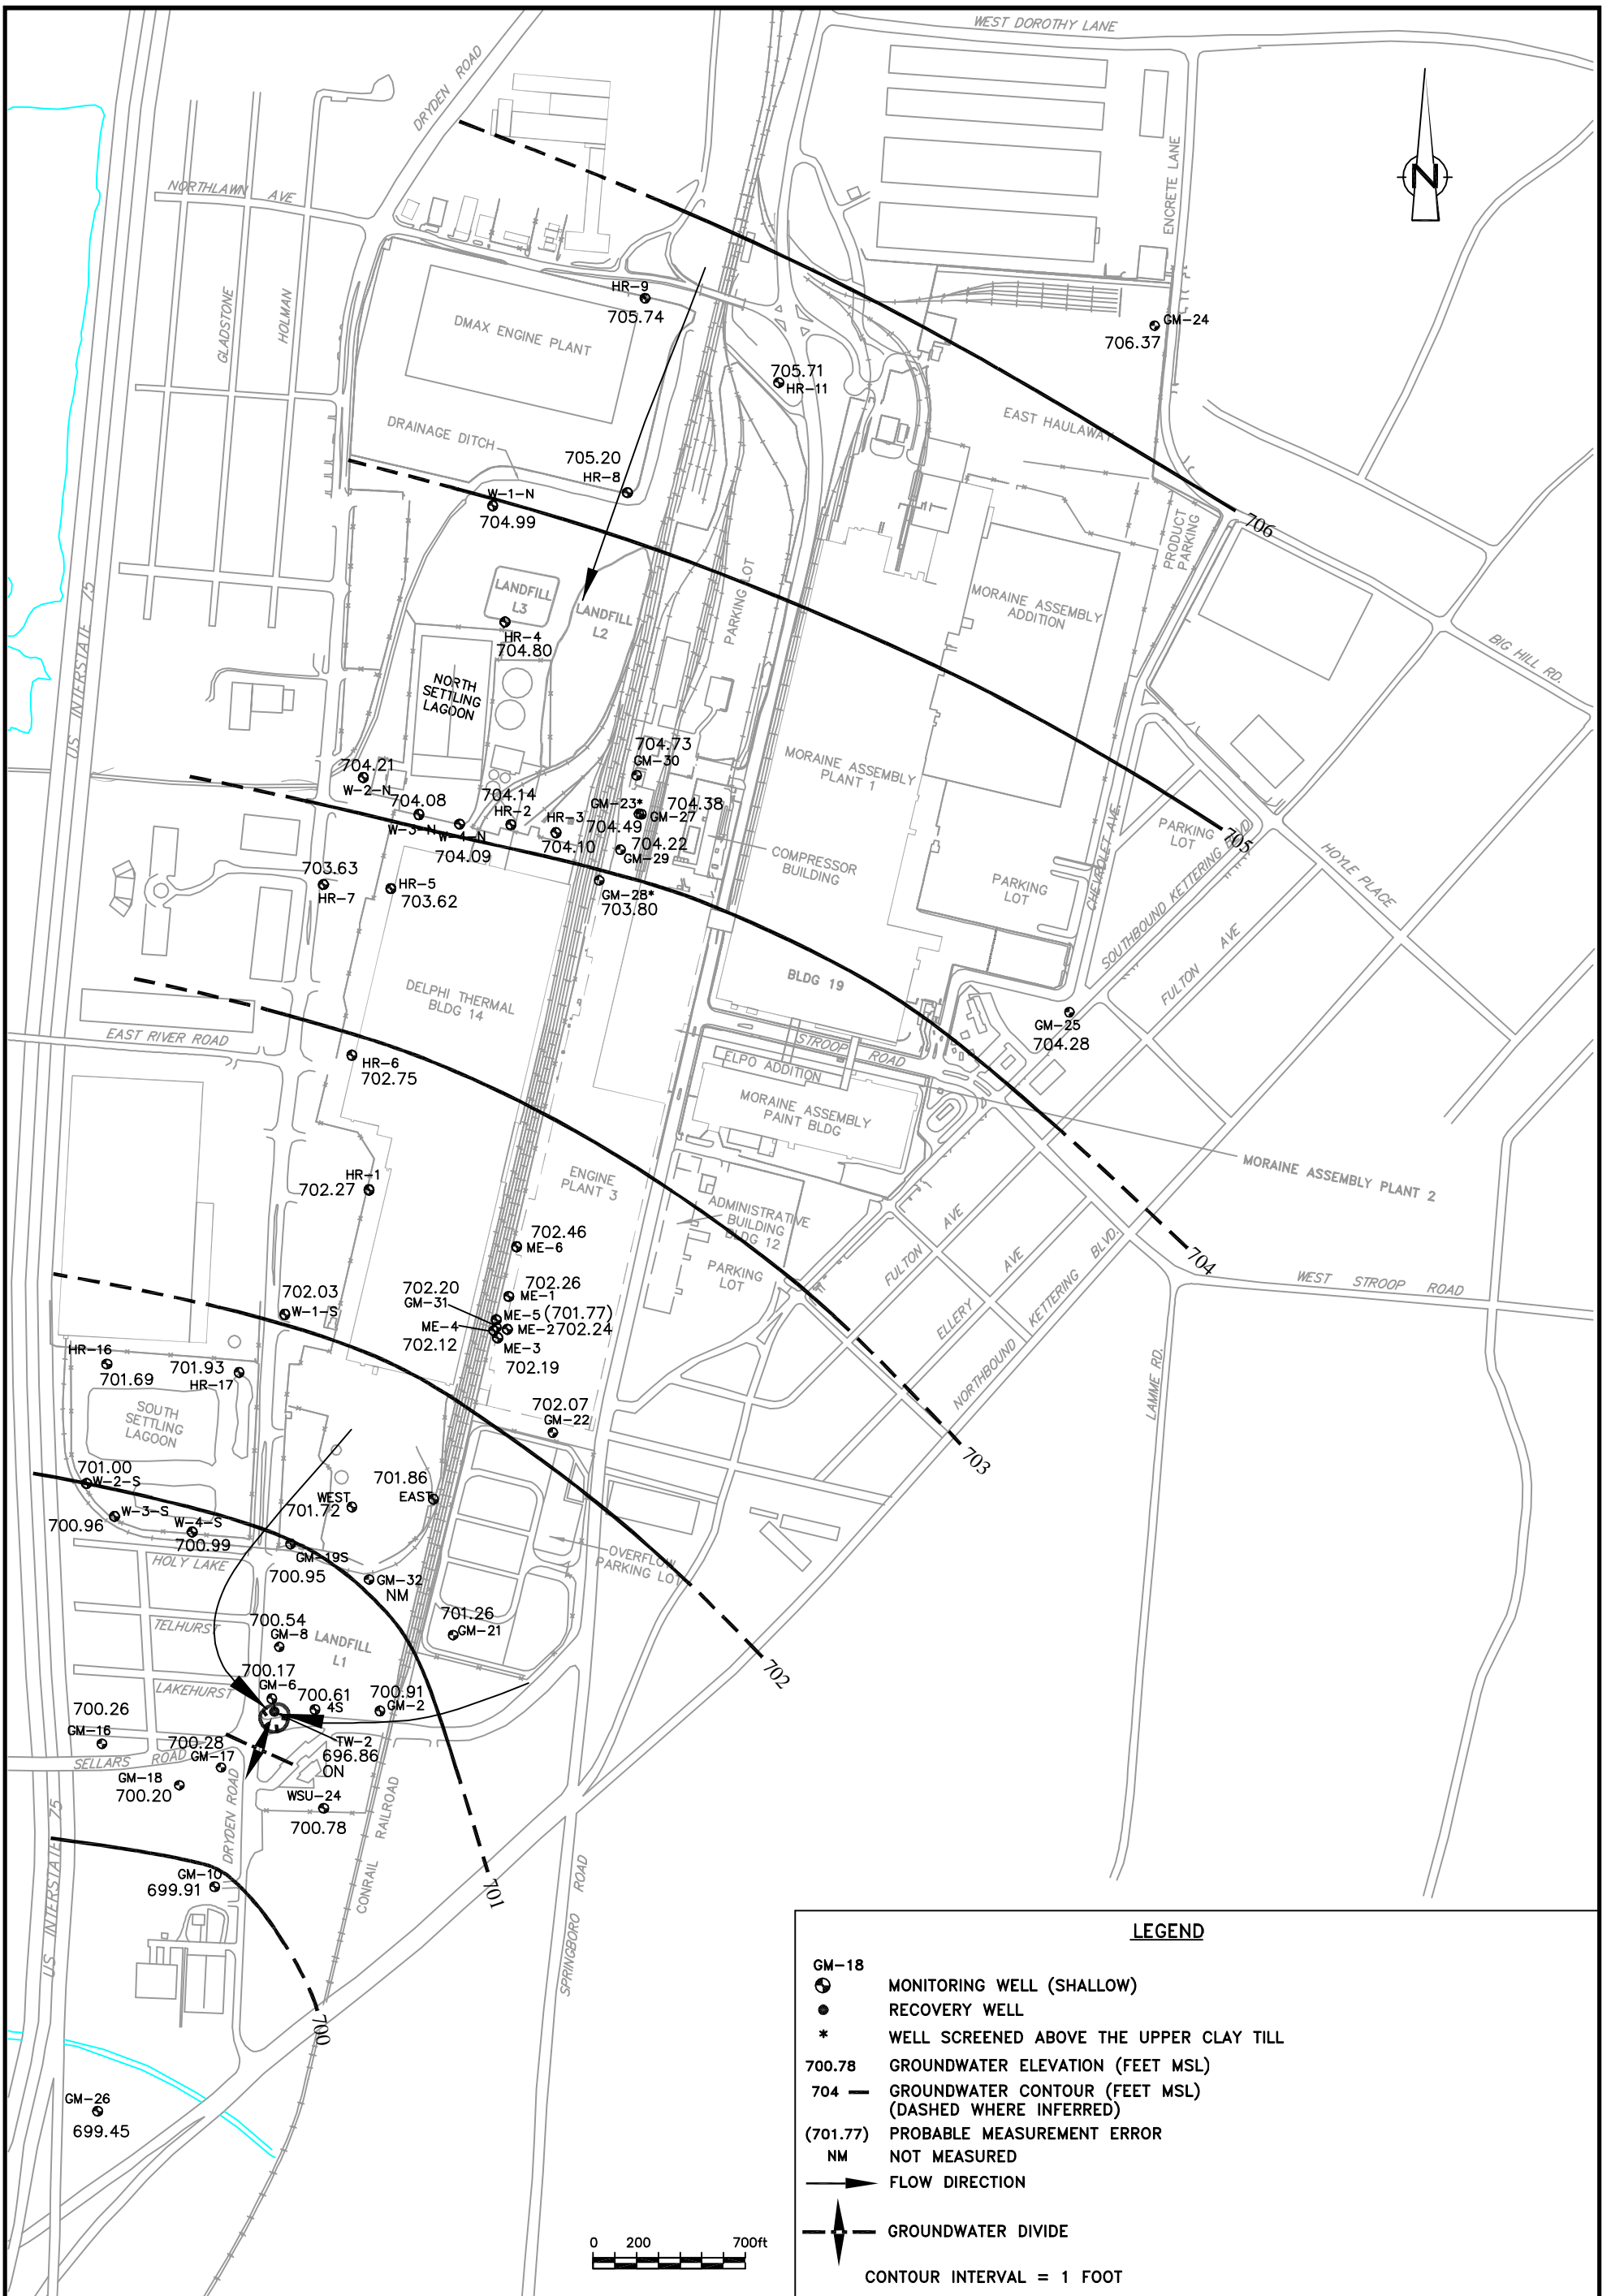 WEST DOROTHY LANE
DRYDEN ROAD
ENCRETE LANE
N
NORTHLAWN AVE
GLADSTONE
HOLMAN
HR-9
705.74
DMAX ENGINE PLANT
GM-24
706.37
705.71
HR-11
EAST HAULAWAY
DRAINAGE DITCH
705.20
HR-8
W-1-N
704.99
706
PRODUCT
PARKING
PARKING LOT
LANDFILL
L3
LANDFILL
L2
HR-4
704.80
MORAINE ASSEMBLY
ADDITION
BIG HILL RD.
US INTERSTATE 75
NORTH
SETTLING
LAGOON
704.73
GM-30
MORAINE ASSEMBLY
PLANT 1
704.21
W-2-N
704.08
W-3-N
W-4-N
704.09
704.14
HR-2
HR-3
704.10
GM-23*
704.49
704.38
GM-27
704.22
GM-29
CHEVROLET AVE.
PARKING
LOT
705
HOYLE PLACE
COMPRESSOR
BUILDING
PARKING
LOT
703.63
HR-7
HR-5
703.62
GM-28*
703.80
SOUTHBOUND KETTERING BLVD
FULTON AVE
BLDG 19
DELPHI THERMAL
BLDG 14
EAST RIVER ROAD
GM-25
704.28
STROOP ROAD
ELPO ADDITION
HR-6
702.75
MORAINE ASSEMBLY
PAINT BLDG
MORAINE ASSEMBLY PLANT 2
HR-1
702.27
ENGINE
PLANT 3
ADMINISTRATIVE
BUILDING
BLDG 12
PARKING
LOT
FULTON AVE
ELLERY AVE
NORTHBOUND KETTERING BLVD.
704
WEST STROOP ROAD
702.46
ME-6
702.03
W-1-S
702.20
GM-31
702.26
ME-1
ME-5 (701.77)
ME-4
ME-2 702.24
702.12
ME-3
702.19
HR-16
701.69
701.93
HR-17
LAMME RD.
SOUTH
SETTLING
LAGOON
702.07
GM-22
703
701.00
W-2-S
701.86
EAST
WEST
701.72
W-3-S
700.96
W-4-S
700.99
GM-19S
700.95
HOLY LAKE
OVERFLOW
PARKING LOT
GM-32
NM
TELHURST
700.54
GM-8
LANDFILL
L1
701.26
GM-21
702
LAKEHURST
700.17
GM-6
700.61
4S
700.91
GM-2
700.26
GM-16
TW-2
696.86
ON
SELLARS ROAD
700.28
GM-17
GM-18
700.20
WSU-24
700.78
DRYDEN ROAD
CONRAIL RAILROAD
SPRINGBORO ROAD
US INTERSTATE 75
GM-10
699.91
701
700
GM-26
699.45
0 200 700ft
LEGEND
GM-18
MONITORING WELL (SHALLOW)
RECOVERY WELL
* WELL SCREENED ABOVE THE UPPER CLAY TILL
700.78 GROUNDWATER ELEVATION (FEET MSL)
704 GROUNDWATER CONTOUR (FEET MSL)
(DASHED WHERE INFERRED)
(701.77) PROBABLE MEASUREMENT ERROR
NM NOT MEASURED
FLOW DIRECTION
GROUNDWATER DIVIDE
CONTOUR INTERVAL = 1 FOOT